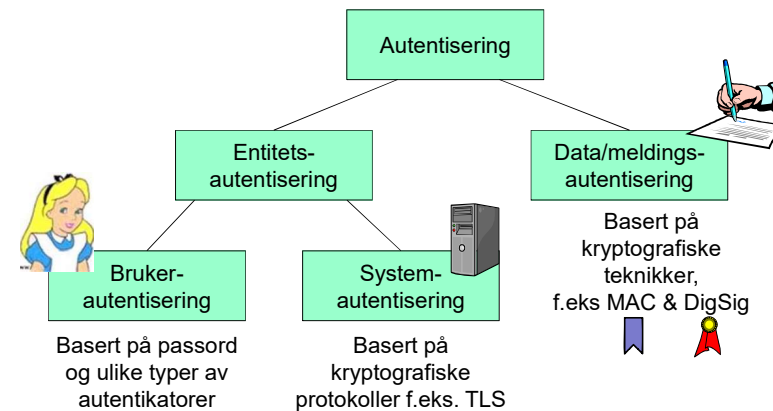 Autentisering
Entitets-
autentisering
Data/meldings-
autentisering
Basert på
kryptografiske
teknikker,
f.eks MAC & DigSig
Bruker-
autentisering
System-
autentisering
Basert på passord
og ulike typer av
autentikatorer
Basert på
kryptografiske
protokoller f.eks. TLS